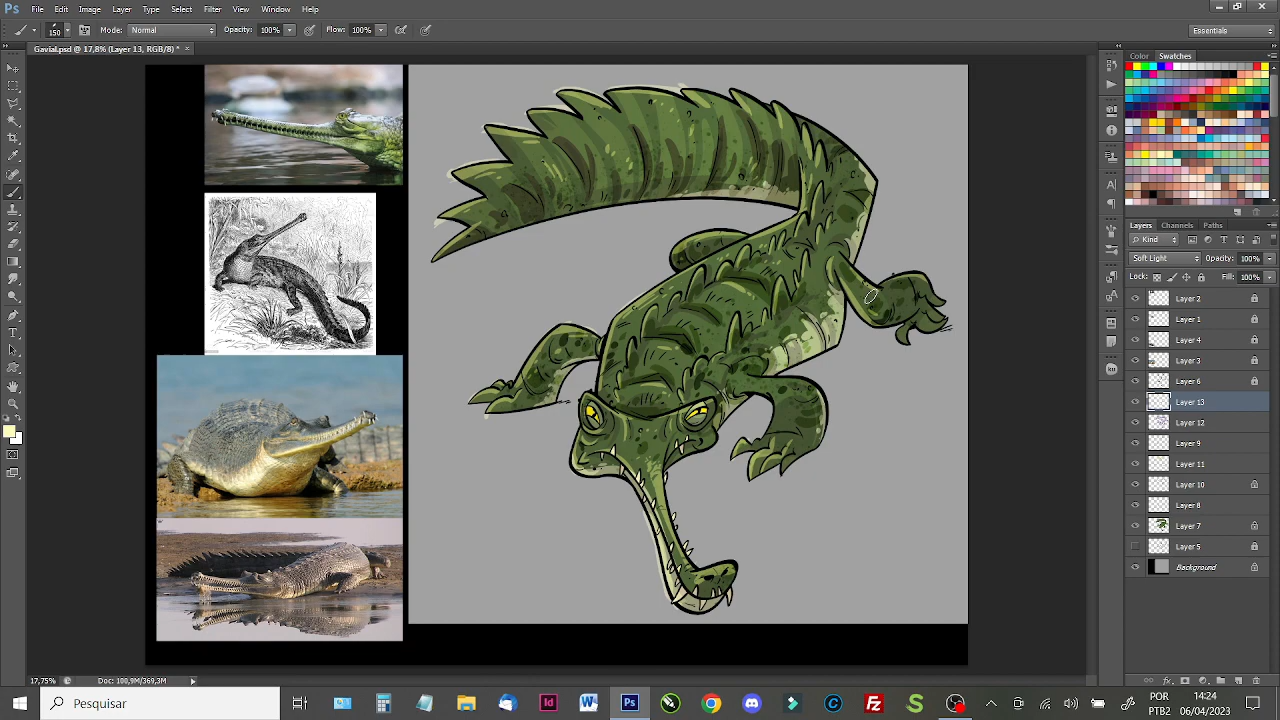 Ps File Edit Image Layer Type Select Filter View Window Help
150 Mode: Normal Opacity: 100% Flow: 100% Essentials
Gavial.psd @ 17,8% (Layer 13, RGB/8) * ×
Color Swatches
Layers Channels Paths
Kind
Soft Light Opacity: 100%
Lock: Fill: 100%
Layer 2
Layer 1
Layer 4
Layer 3
Layer 6
Layer 13
Layer 12
Layer 9
Layer 11
Layer 10
Layer 8
Layer 7
Layer 5
Background
17,75% Doc: 100,9M/369,3M
Pesquisar
POR 14:24
PTB2 06/04/2023